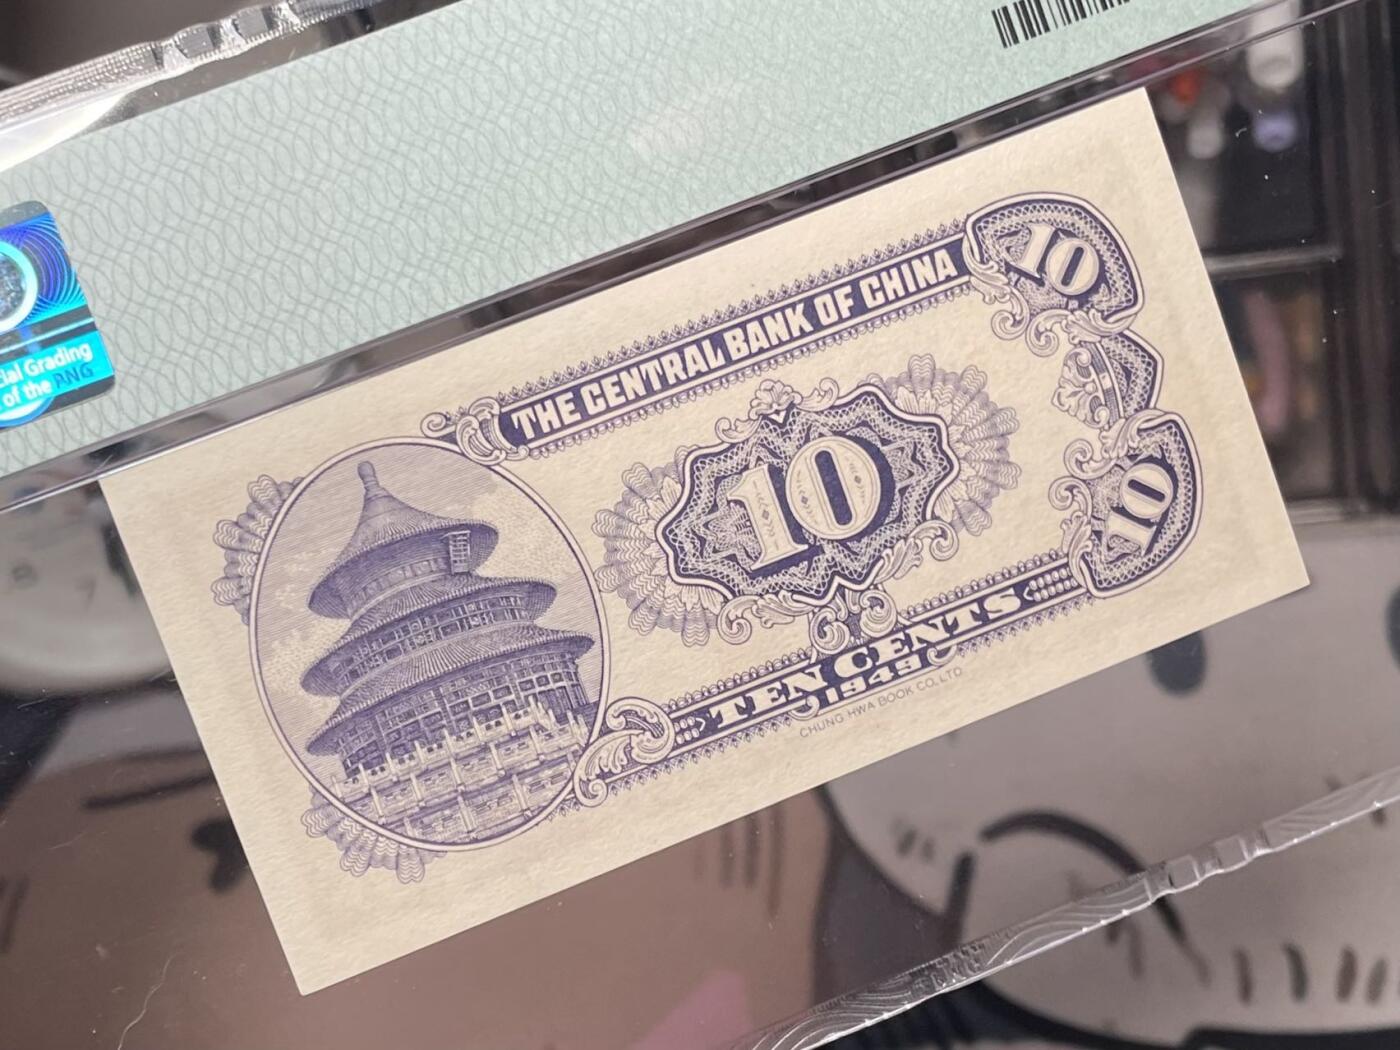 cial Grading
of the PNG
THE CENTRAL BANK OF CHINA
10
10
10
TEN CENTS
1949
CHUNG HWA BOOK CO., LTD